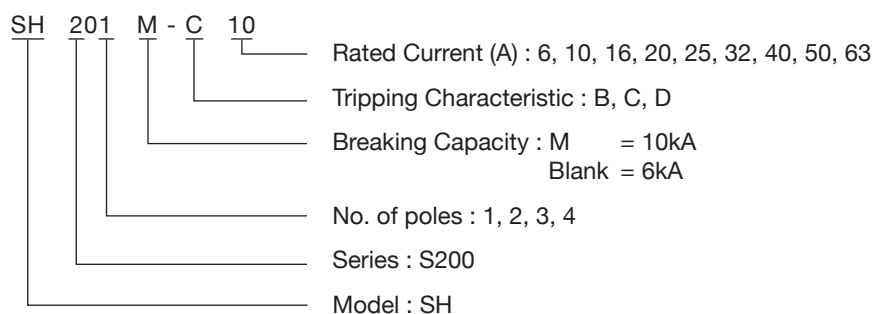 SH 201 M - C 10
Rated Current (A) : 6, 10, 16, 20, 25, 32, 40, 50, 63
Tripping Characteristic : B, C, D
Breaking Capacity : M = 10kA
Blank = 6kA
No. of poles : 1, 2, 3, 4
Series : S200
Model : SH